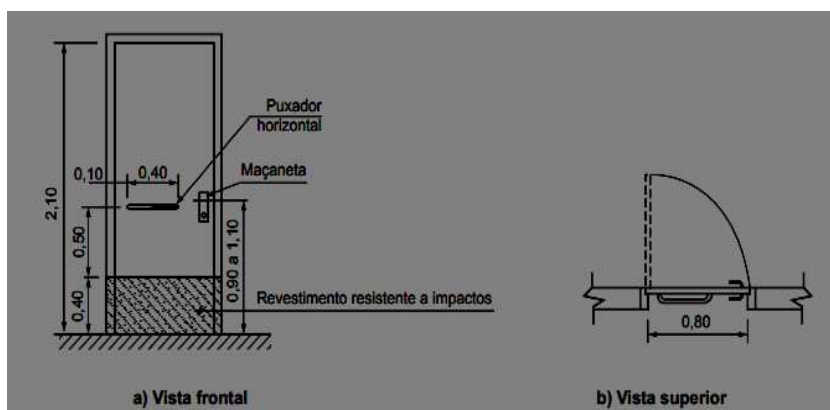 Puxador
horizontal
0,10
0,40
Maçaneta
2,10
0,50
0,90 a 1,10
0,40
Revestimento resistente a impactos
0,80
a) Vista frontal
b) Vista superior